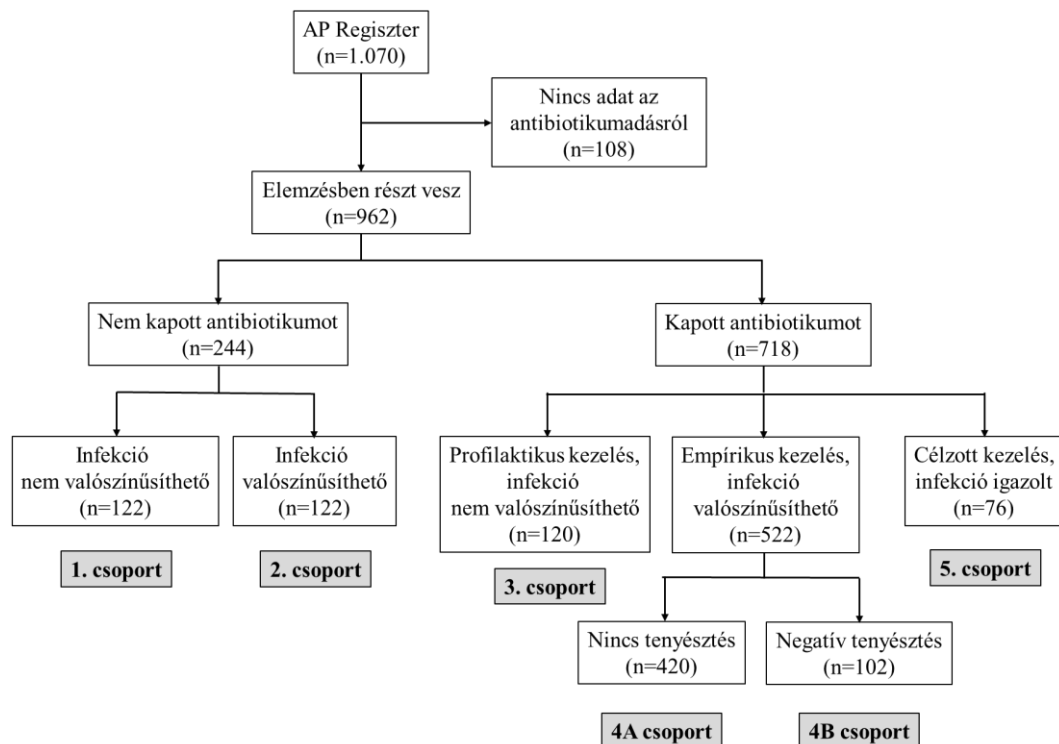 AP Regiszter
(n=1.070)
Nincs adat az
antibiotikumadásról
(n=108)
Elemzésben részt vesz
(n=962)
Nem kapott antibiotikumot
(n=244)
Kapott antibiotikumot
(n=718)
Infekció
nem valószínűsíthető
(n=122)
Infekció
valószínűsíthető
(n=122)
Profilaktikus kezelés,
infekció
nem valószínűsíthető
(n=120)
Empírikus kezelés,
infekció
valószínűsíthető
(n=522)
Célzott kezelés,
infekció igazolt
(n=76)
1. csoport
2. csoport
3. csoport
5. csoport
Nincs tenyésztés
(n=420)
Negatív tenyésztés
(n=102)
4A csoport
4B csoport